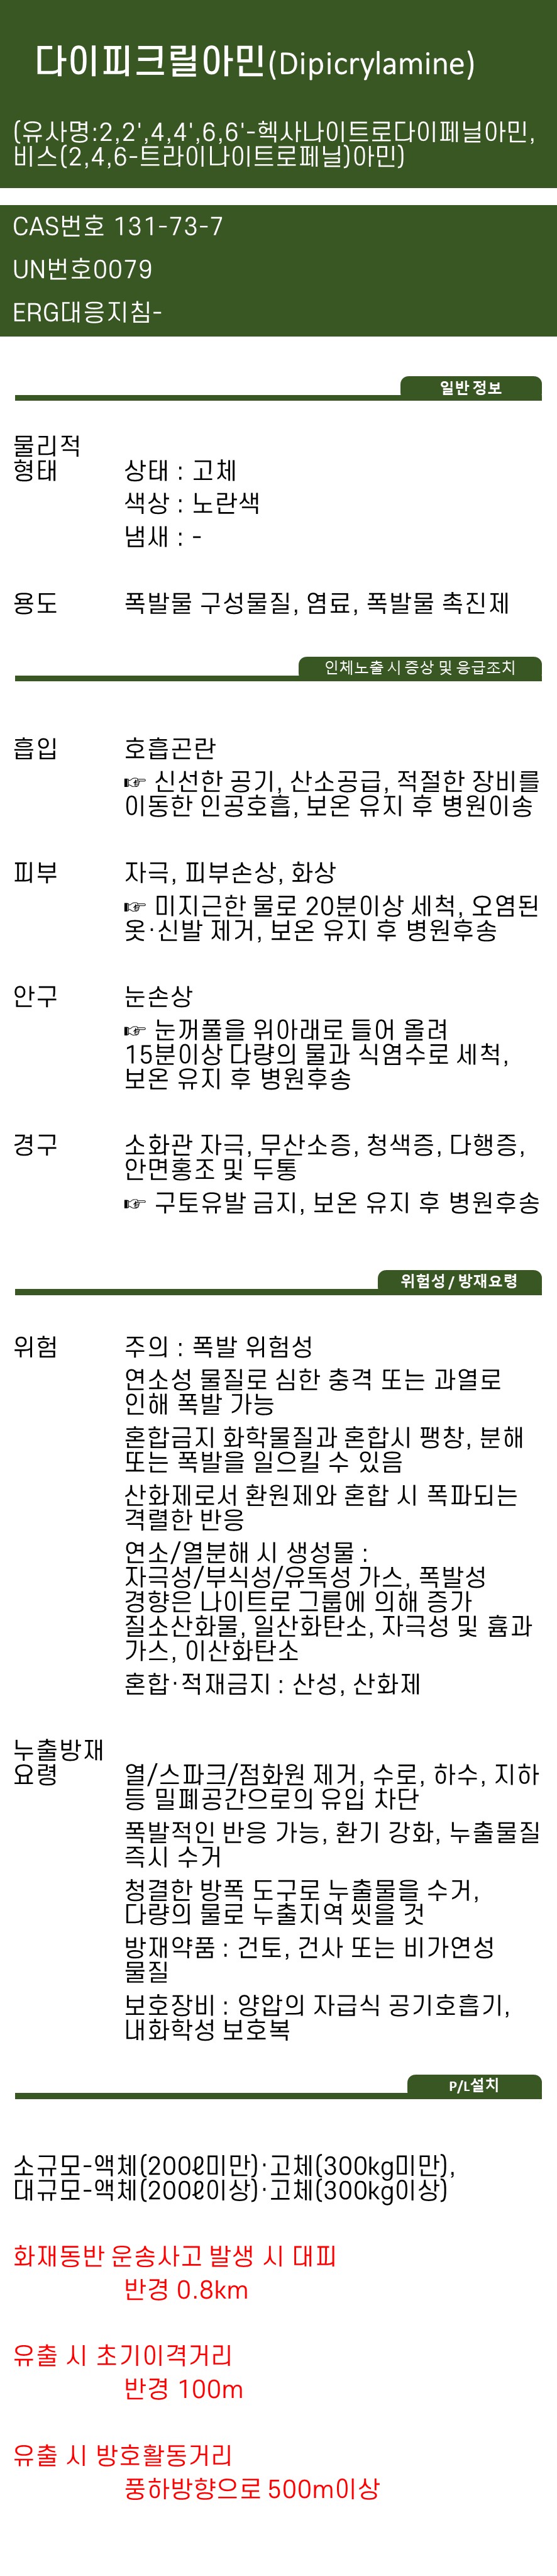 다이피크릴아민(Dipicrylamine)
(유사명:2,2',4,4',6,6'-헥사나이트로다이페닐아민,
비스(2,4,6-트라이나이트로페닐)아민)
CAS번호 131-73-7
UN번호0079
ERG대응지침-
일반 정보
물리적
형태 상태 : 고체
색상 : 노란색
냄새 : -
용도 폭발물 구성물질, 염료, 폭발물 촉진제
인체노출 시 증상 및 응급조치
흡입 호흡곤란
☞ 신선한 공기, 산소공급, 적절한 장비를
이동한 인공호흡, 보온 유지 후 병원이송
피부 자극, 피부손상, 화상
☞ 미지근한 물로 20분이상 세척, 오염된
옷·신발 제거, 보온 유지 후 병원후송
안구 눈손상
☞ 눈꺼풀을 위아래로 들어 올려
15분이상 다량의 물과 식염수로 세척,
보온 유지 후 병원후송
경구 소화관 자극, 무산소증, 청색증, 다행증,
안면홍조 및 두통
☞ 구토유발 금지, 보온 유지 후 병원후송
위험성 / 방재요령
위험 주의 : 폭발 위험성
연소성 물질로 심한 충격 또는 과열로
인해 폭발 가능
혼합금지 화학물질과 혼합시 팽창, 분해
또는 폭발을 일으킬 수 있음
산화제로서 환원제와 혼합 시 폭파되는
격렬한 반응
연소/열분해 시 생성물 :
자극성/부식성/유독성 가스, 폭발성
경향은 나이트로 그룹에 의해 증가
질소산화물, 일산화탄소, 자극성 및 흄과
가스, 이산화탄소
혼합·적재금지 : 산성, 산화제
누출방재
요령 열/스파크/점화원 제거, 수로, 하수, 지하
등 밀폐공간으로의 유입 차단
폭발적인 반응 가능, 환기 강화, 누출물질
즉시 수거
청결한 방폭 도구로 누출물을 수거,
다량의 물로 누출지역 씻을 것
방재약품 : 건토, 건사 또는 비가연성
물질
보호장비 : 양압의 자급식 공기호흡기,
내화학성 보호복
P/L설치
소규모-액체(200ℓ미만)·고체(300kg미만),
대규모-액체(200ℓ이상)·고체(300kg이상)
화재동반 운송사고 발생 시 대피
반경 0.8km
유출 시 초기이격거리
반경 100m
유출 시 방호활동거리
풍하방향으로 500m이상